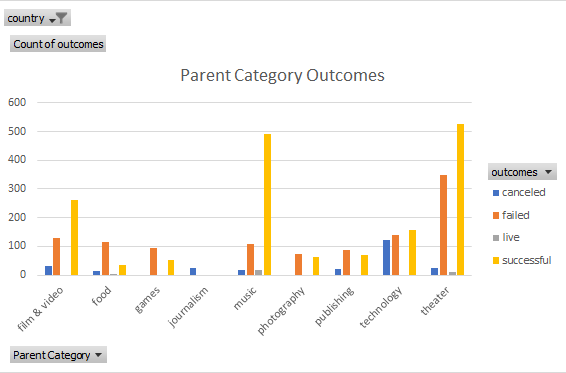 country
Count of outcomes
Parent Category Outcomes
600
500
400
300
200
100
0
film & video
food
games
journalism
music
photography
publishing
technology
theater
outcomes
canceled
failed
live
successful
Parent Category